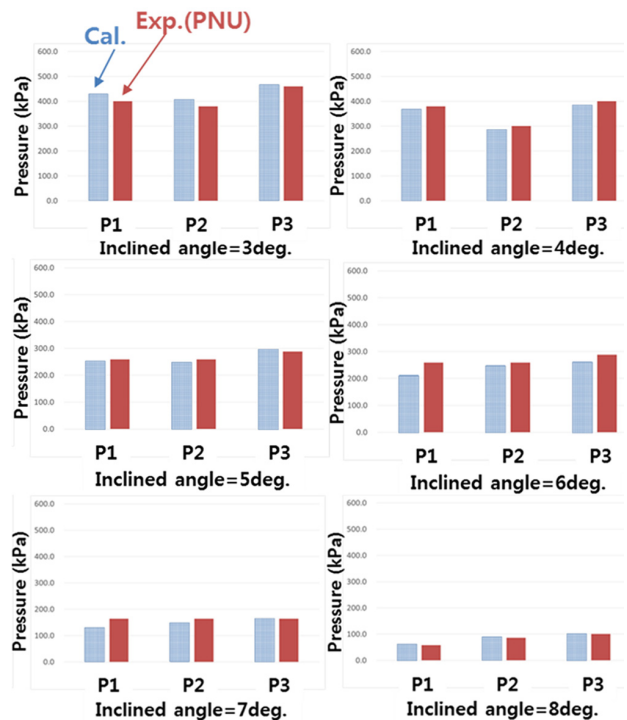 Cal.
Exp.(PNU)
Pressure (kPa)
600.0
500.0
400.0
300.0
200.0
100.0
0.0
P1 P2 P3
Inclined angle=3deg.
Pressure (kPa)
600.0
500.0
400.0
300.0
200.0
100.0
0.0
P1 P2 P3
Inclined angle=4deg.
Pressure (kPa)
600.0
500.0
400.0
300.0
200.0
100.0
0.0
P1 P2 P3
Inclined angle=5deg.
Pressure (kPa)
600.0
500.0
400.0
300.0
200.0
100.0
0.0
P1 P2 P3
Inclined angle=6deg.
Pressure (kPa)
600.0
500.0
400.0
300.0
200.0
100.0
0.0
P1 P2 P3
Inclined angle=7deg.
Pressure (kPa)
600.0
500.0
400.0
300.0
200.0
100.0
0.0
P1 P2 P3
Inclined angle=8deg.